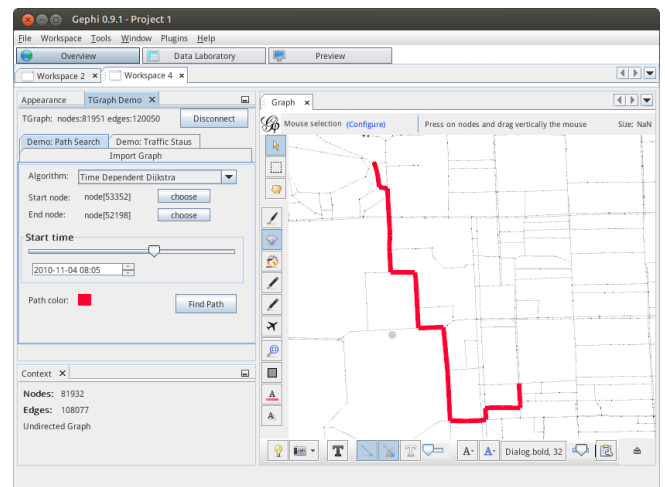 Gephi 0.9.1 - Project 1
File Workspace Tools Window Plugins Help
Overview Data Laboratory Preview
Workspace 2 × Workspace 4 ×
Appearance TGraph Demo X
TGraph: nodes:81951 edges:120050 Disconnect
Demo: Path Search Demo: Traffic Staus
Import Graph
Algorithm: Time Dependent Dijkstra
Start node: node[53352] choose
End node: node[52198] choose
Start time
2010-11-04 08:05
Path color: Find Path
Context X
Nodes: 81932
Edges: 108077
Undirected Graph
Graph ×
Mouse selection (Configure) Press on nodes and drag vertically the mouse Size: NaN
A
A
T T A- A- Dialog.bold, 32